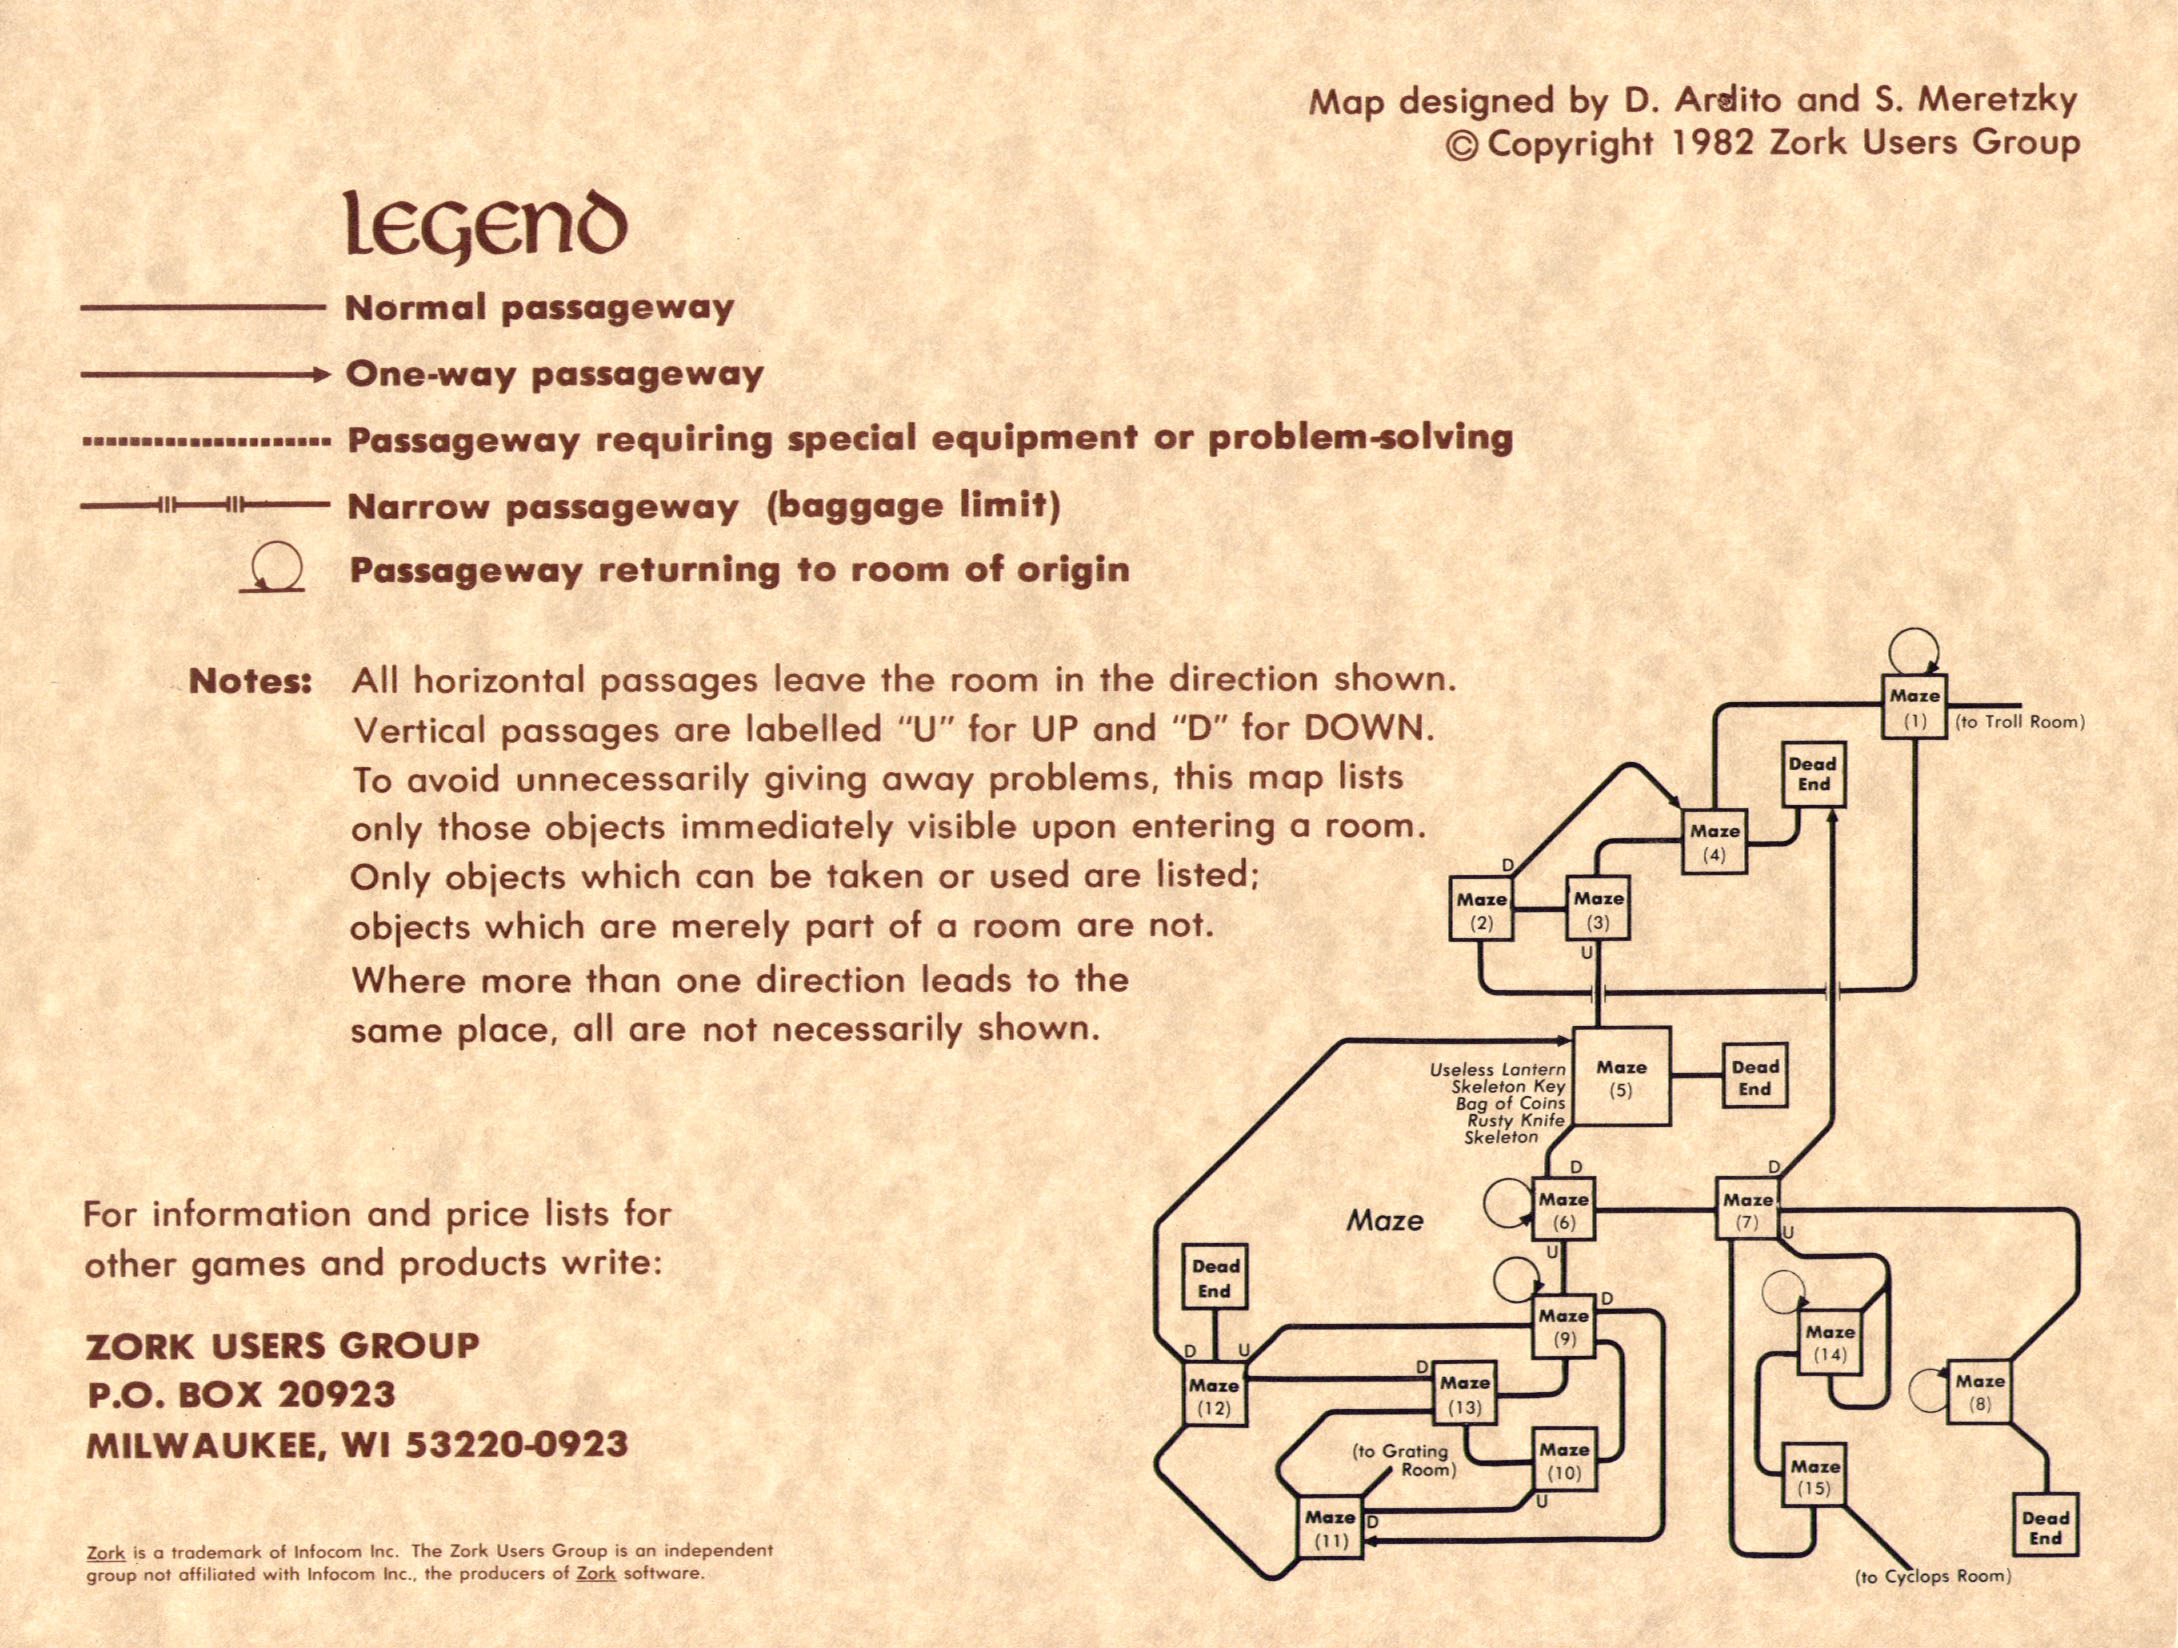 Map designed by D. Ardito and S. Meretzky
© Copyright 1982 Zork Users Group
LEGEND
Normal passageway
One-way passageway
Passageway requiring special equipment or problem-solving
Narrow passageway (baggage limit)
Passageway returning to room of origin
Notes: All horizontal passages leave the room in the direction shown.
Vertical passages are labelled “U” for UP and “D” for DOWN.
To avoid unnecessarily giving away problems, this map lists
only those objects immediately visible upon entering a room.
Only objects which can be taken or used are listed;
objects which are merely part of a room are not.
Where more than one direction leads to the
same place, all are not necessarily shown.
For information and price lists for
other games and products write:
ZORK USERS GROUP
P.O. BOX 20923
MILWAUKEE, WI 53220-0923
Zork is a trademark of Infocom Inc. The Zork Users Group is an independent
group not affiliated with Infocom Inc., the producers of Zork software.
Maze
(1)
(to Troll Room)
Dead
End
Maze
(4)
D
Maze
(2)
Maze
(3)
U
Useless Lantern
Skeleton Key
Bag of Coins
Rusty Knife
Skeleton
Maze
(5)
Dead
End
Maze
D
Maze
(6)
U
D
Maze
(7)
U
Dead
End
D
U
Maze
(12)
D
Maze
(9)
D
Maze
(13)
(to Grating
Room)
Maze
(10)
U
Maze
(11)
D
Maze
(14)
Maze
(8)
Maze
(15)
Dead
End
(to Cyclops Room)